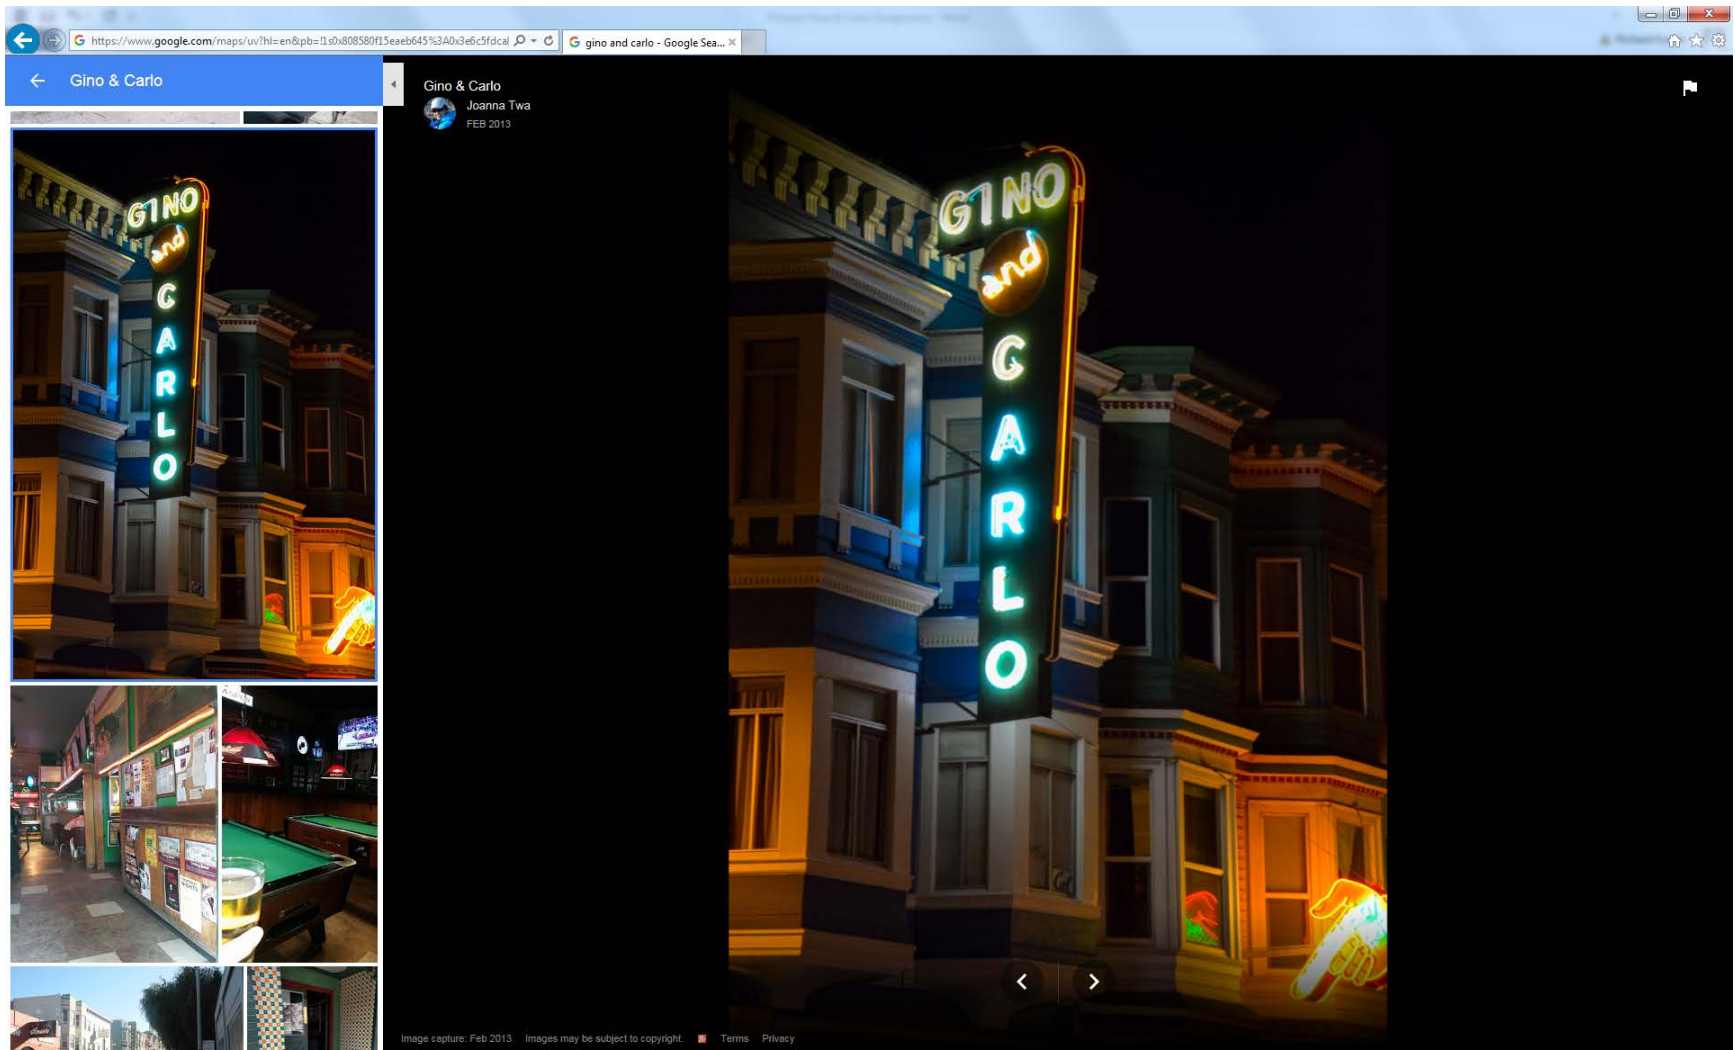 https://www.google.com/maps/uv?hl=en&pb=!1s0x808580f15eaeb645%3A0x3e6c5fdcal
gino and carlo - Google Sea...
Gino & Carlo
Gino & Carlo
Joanna Twa
FEB 2013
GINO
and
C
A
R
L
O
GINO
and
C
A
R
L
O
Image capture: Feb 2013 Images may be subject to copyright. Terms Privacy